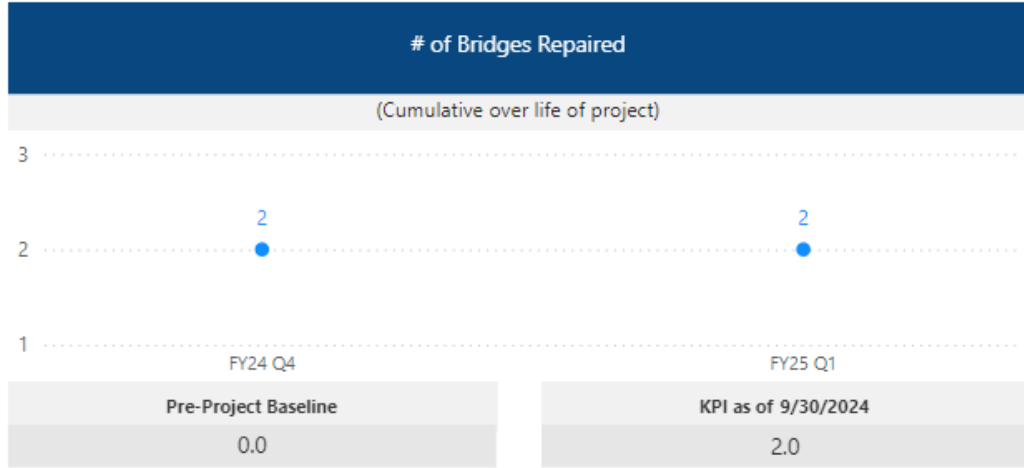 # of Bridges Repaired
(Cumulative over life of project)
3
2 2
2
1
FY24 Q4 FY25 Q1
Pre-Project Baseline KPI as of 9/30/2024
0.0 2.0